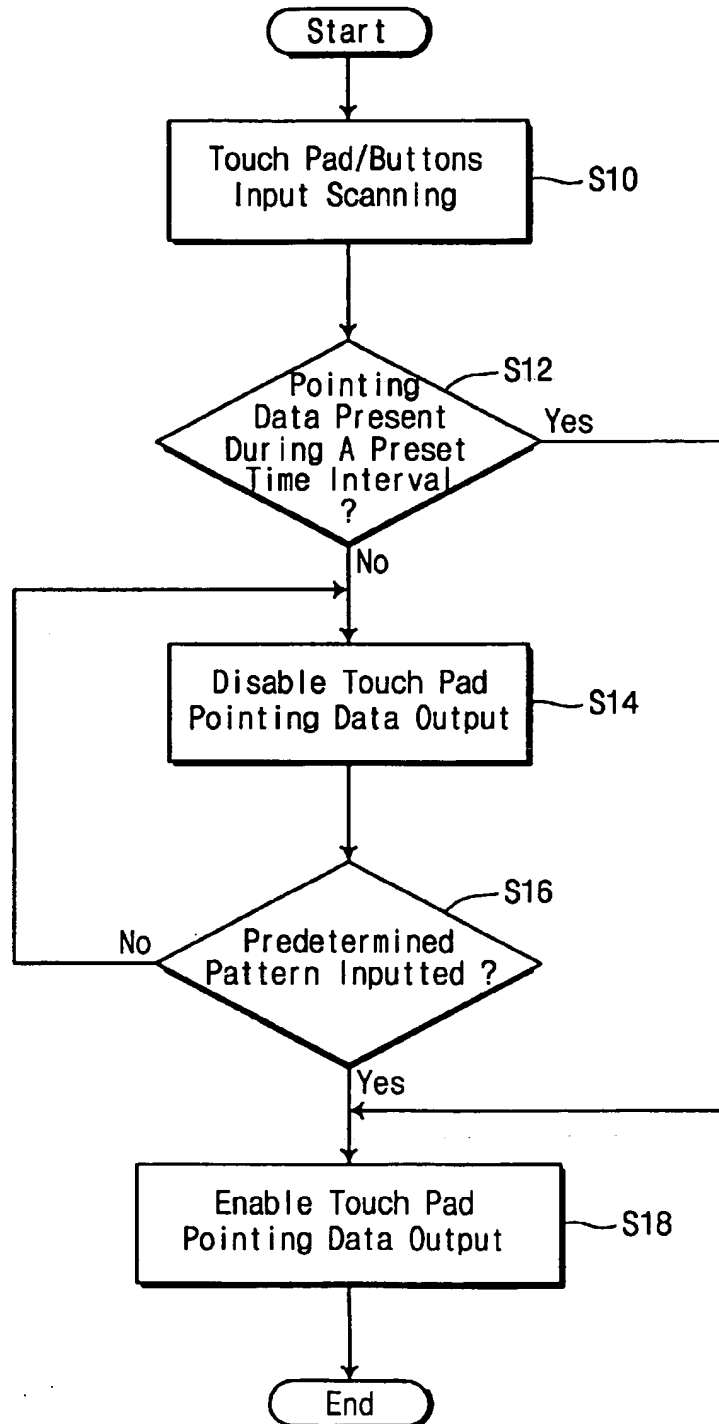 Start
Touch Pad/Buttons
Input Scanning
S10
S12
Pointing
Data Present
During A Preset
Time Interval
?
Yes
No
Disable Touch Pad
Pointing Data Output
S14
S16
No
Predetermined
Pattern Inputted ?
Yes
Enable Touch Pad
Pointing Data Output
S18
End